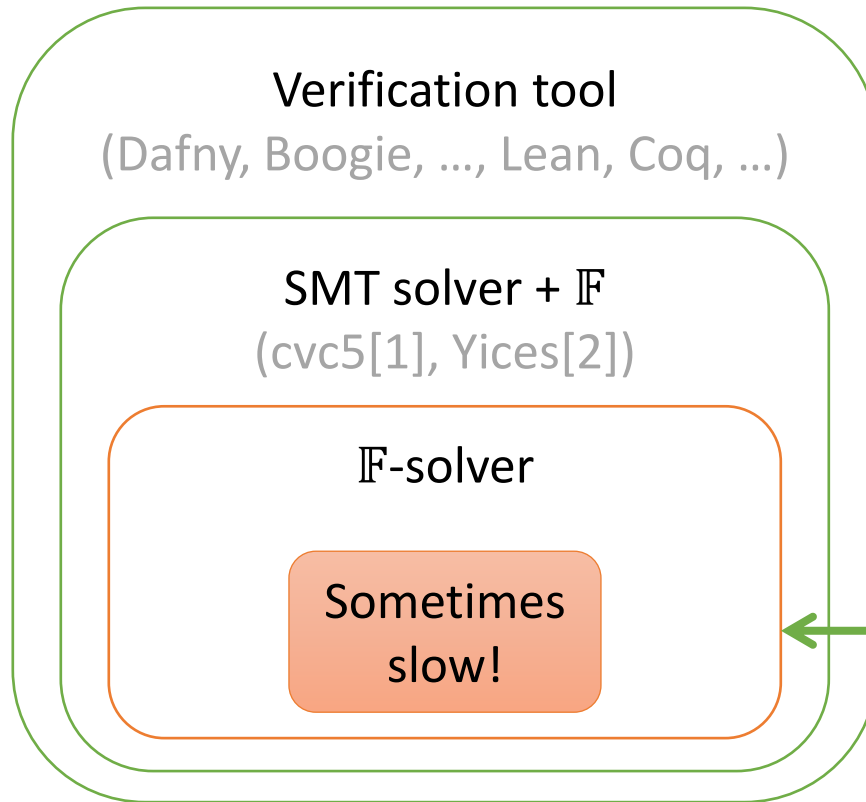 Verification tool
(Dafny, Boogie, …, Lean, Coq, …)
SMT solver + 𝔽
(cvc5[1], Yices[2])
𝔽-solver
Sometimes
slow!